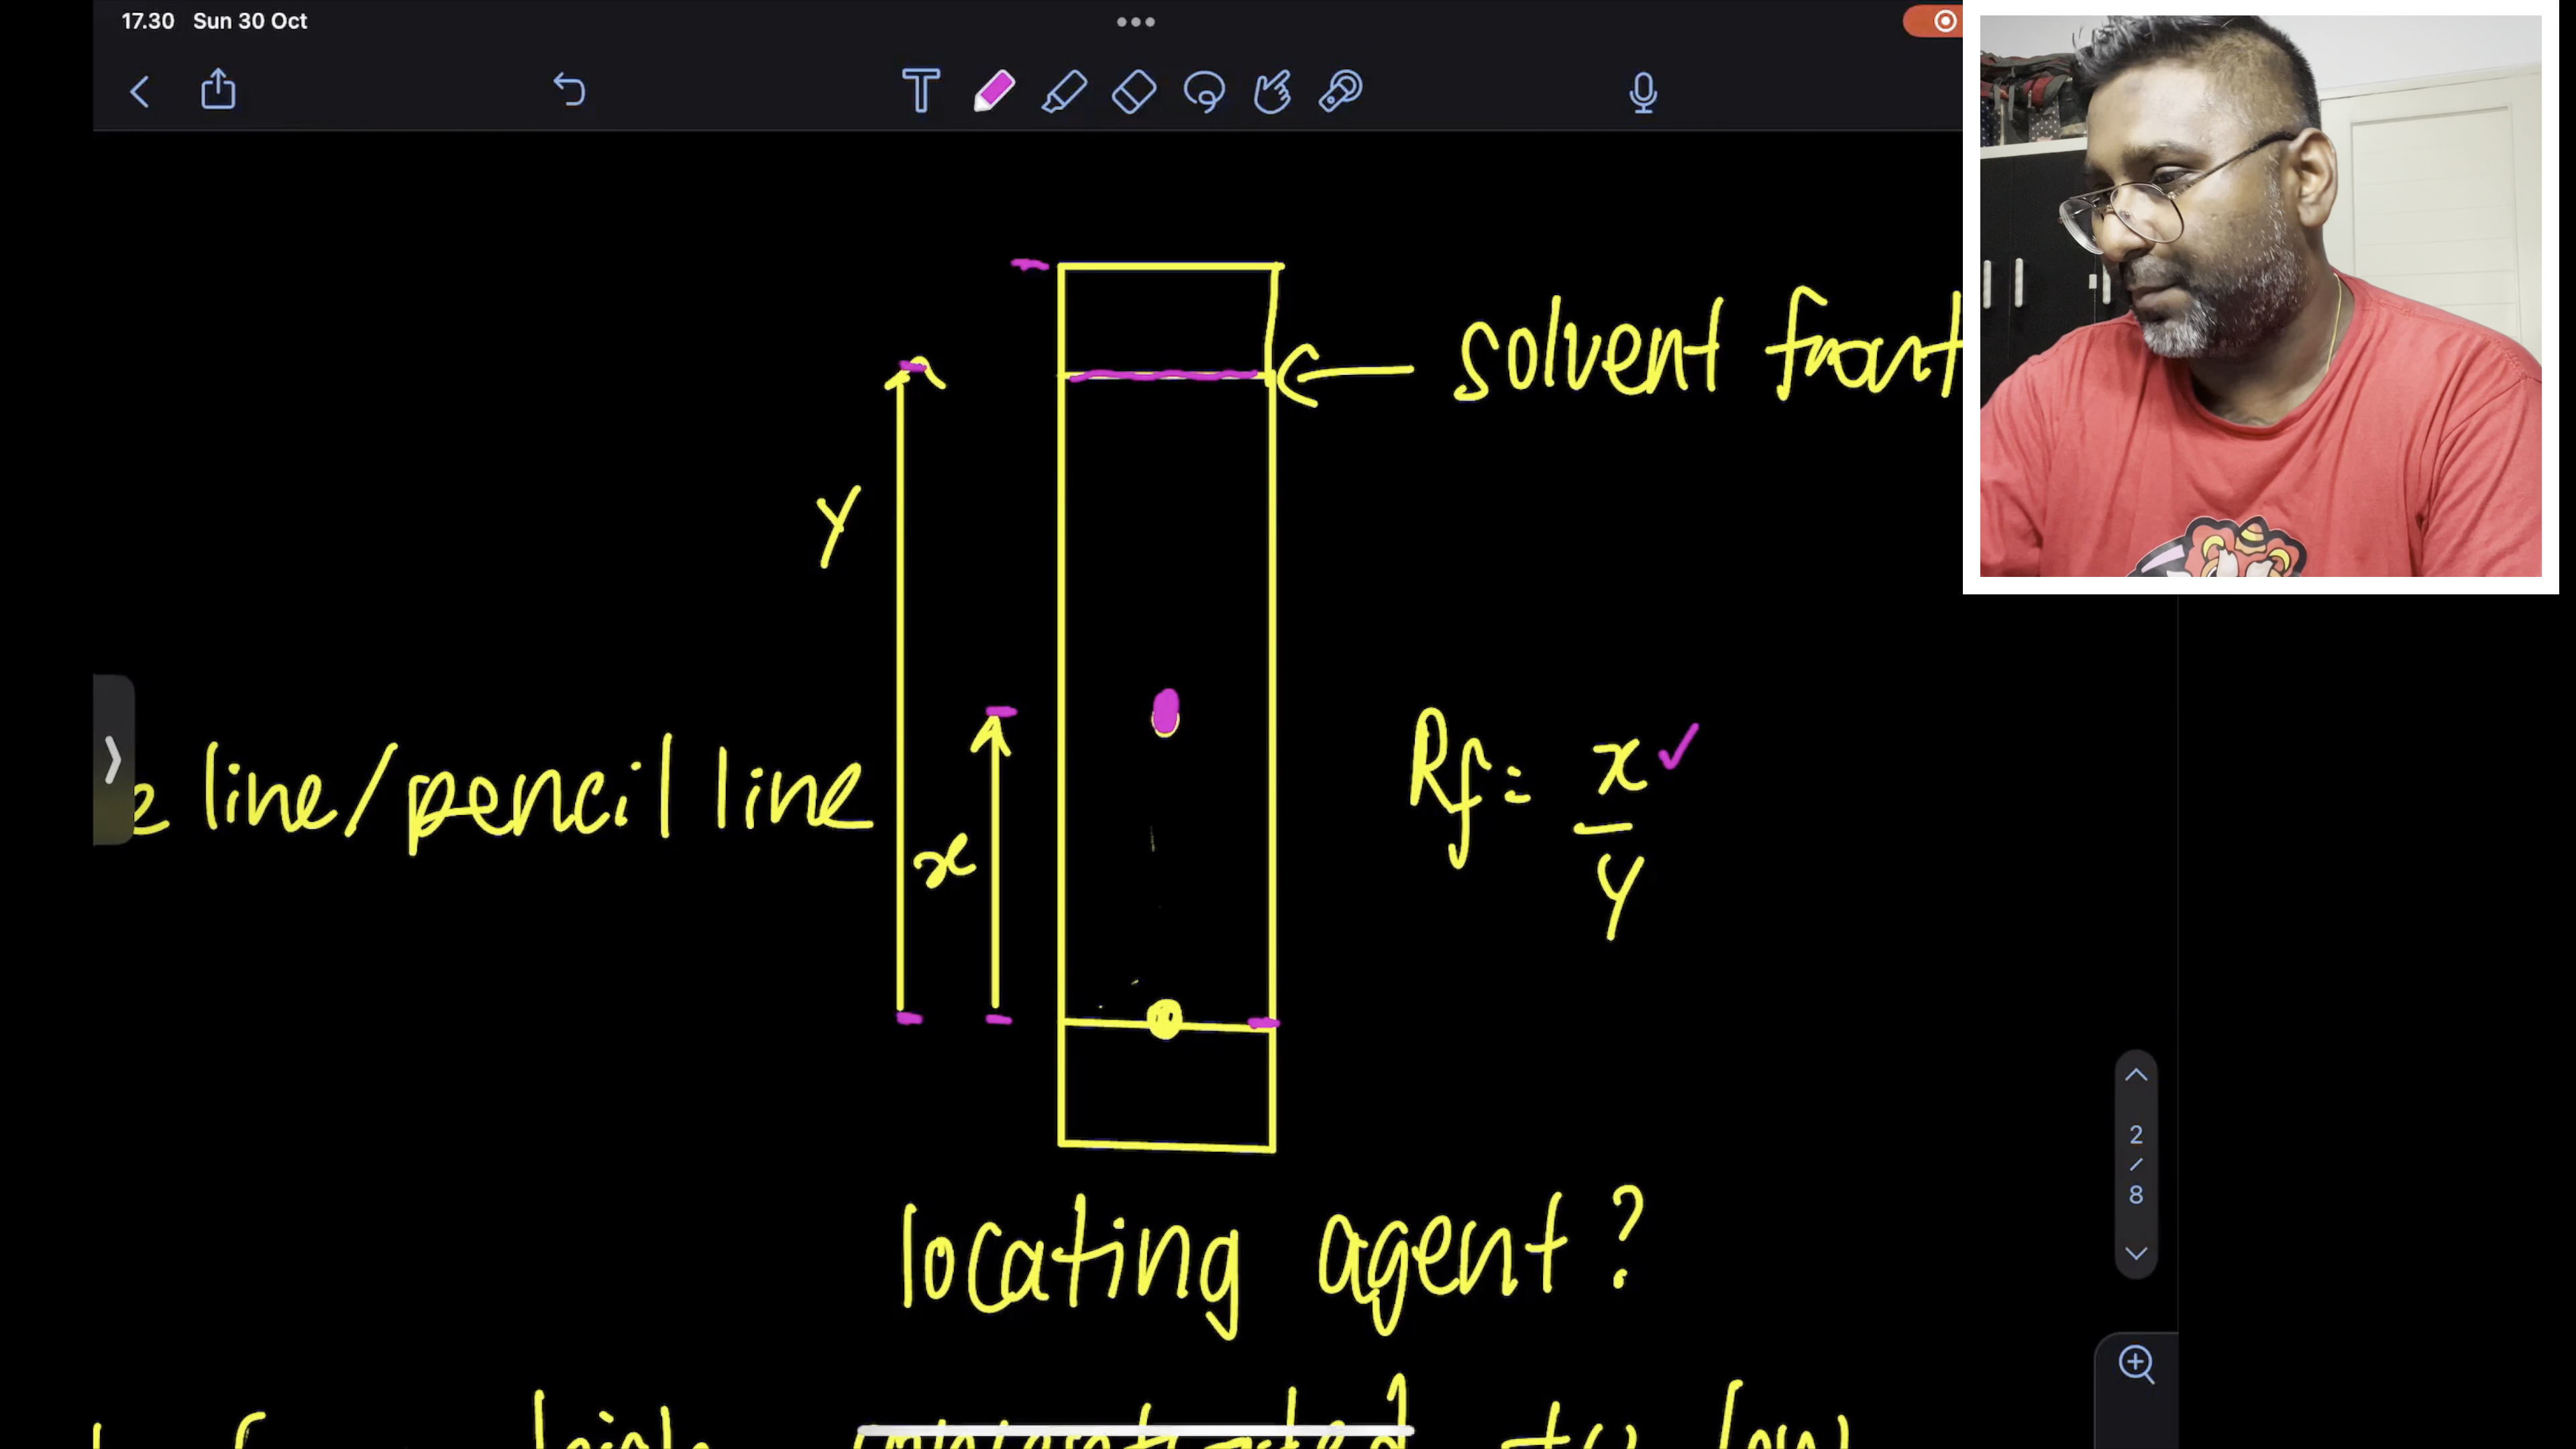 17.30 Sun 30 Oct
T
solvent front
Y
line/pencil line
x
Rf = x
Y
2
/
8
locating agent?